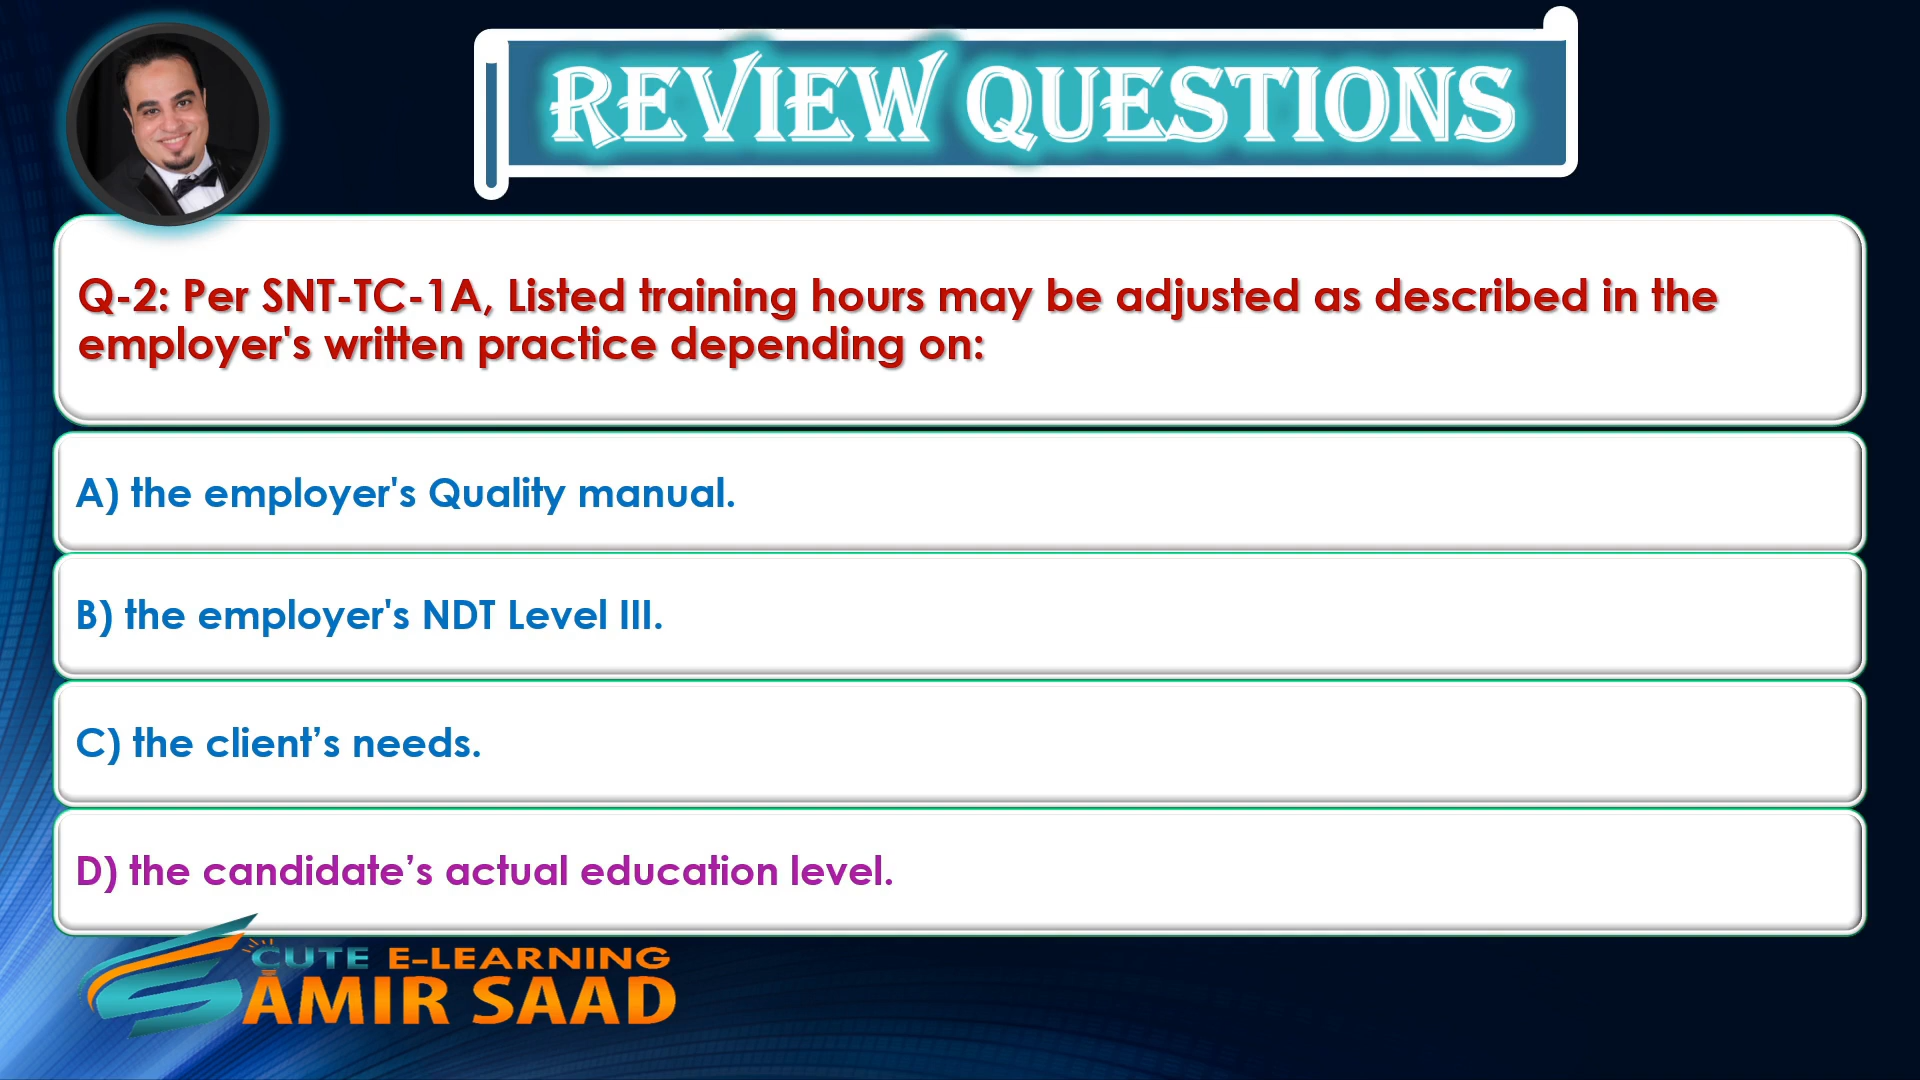 REVIEW QUESTIONS
Q-2: Per SNT-TC-1A, Listed training hours may be adjusted as described in the
employer's written practice depending on:
A) the employer's Quality manual.
B) the employer's NDT Level III.
C) the client’s needs.
D) the candidate’s actual education level.
CUTE E-LEARNING
AMIR SAAD